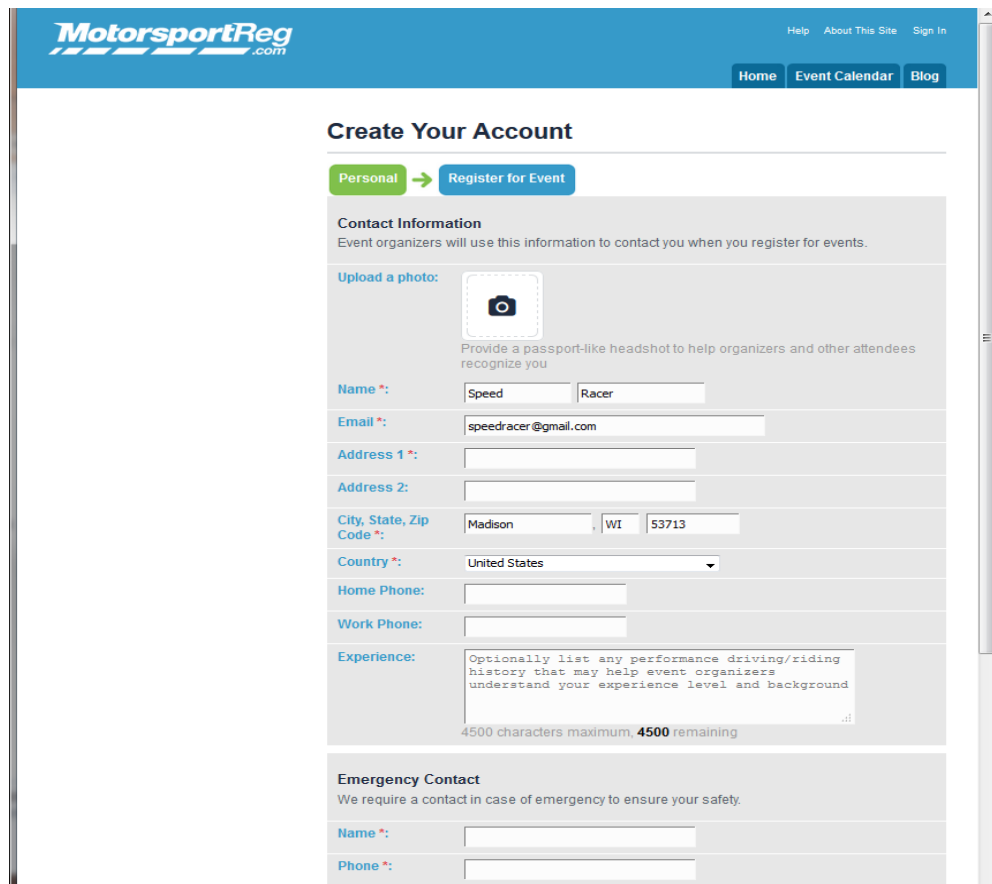 MotorsportReg
.com
Help About This Site Sign In
Home Event Calendar Blog
Create Your Account
Personal Register for Event
Contact Information
Event organizers will use this information to contact you when you register for events.
Upload a photo:
Provide a passport-like headshot to help organizers and other attendees
recognize you
Name *: Speed Racer
Email *: speedracer@gmail.com
Address 1 *:
Address 2:
City, State, Zip
Code *: Madison , WI 53713
Country *: United States
Home Phone:
Work Phone:
Experience: Optionally list any performance driving/riding
history that may help event organizers
understand your experience level and background
4500 characters maximum, 4500 remaining
Emergency Contact
We require a contact in case of emergency to ensure your safety.
Name *:
Phone *: